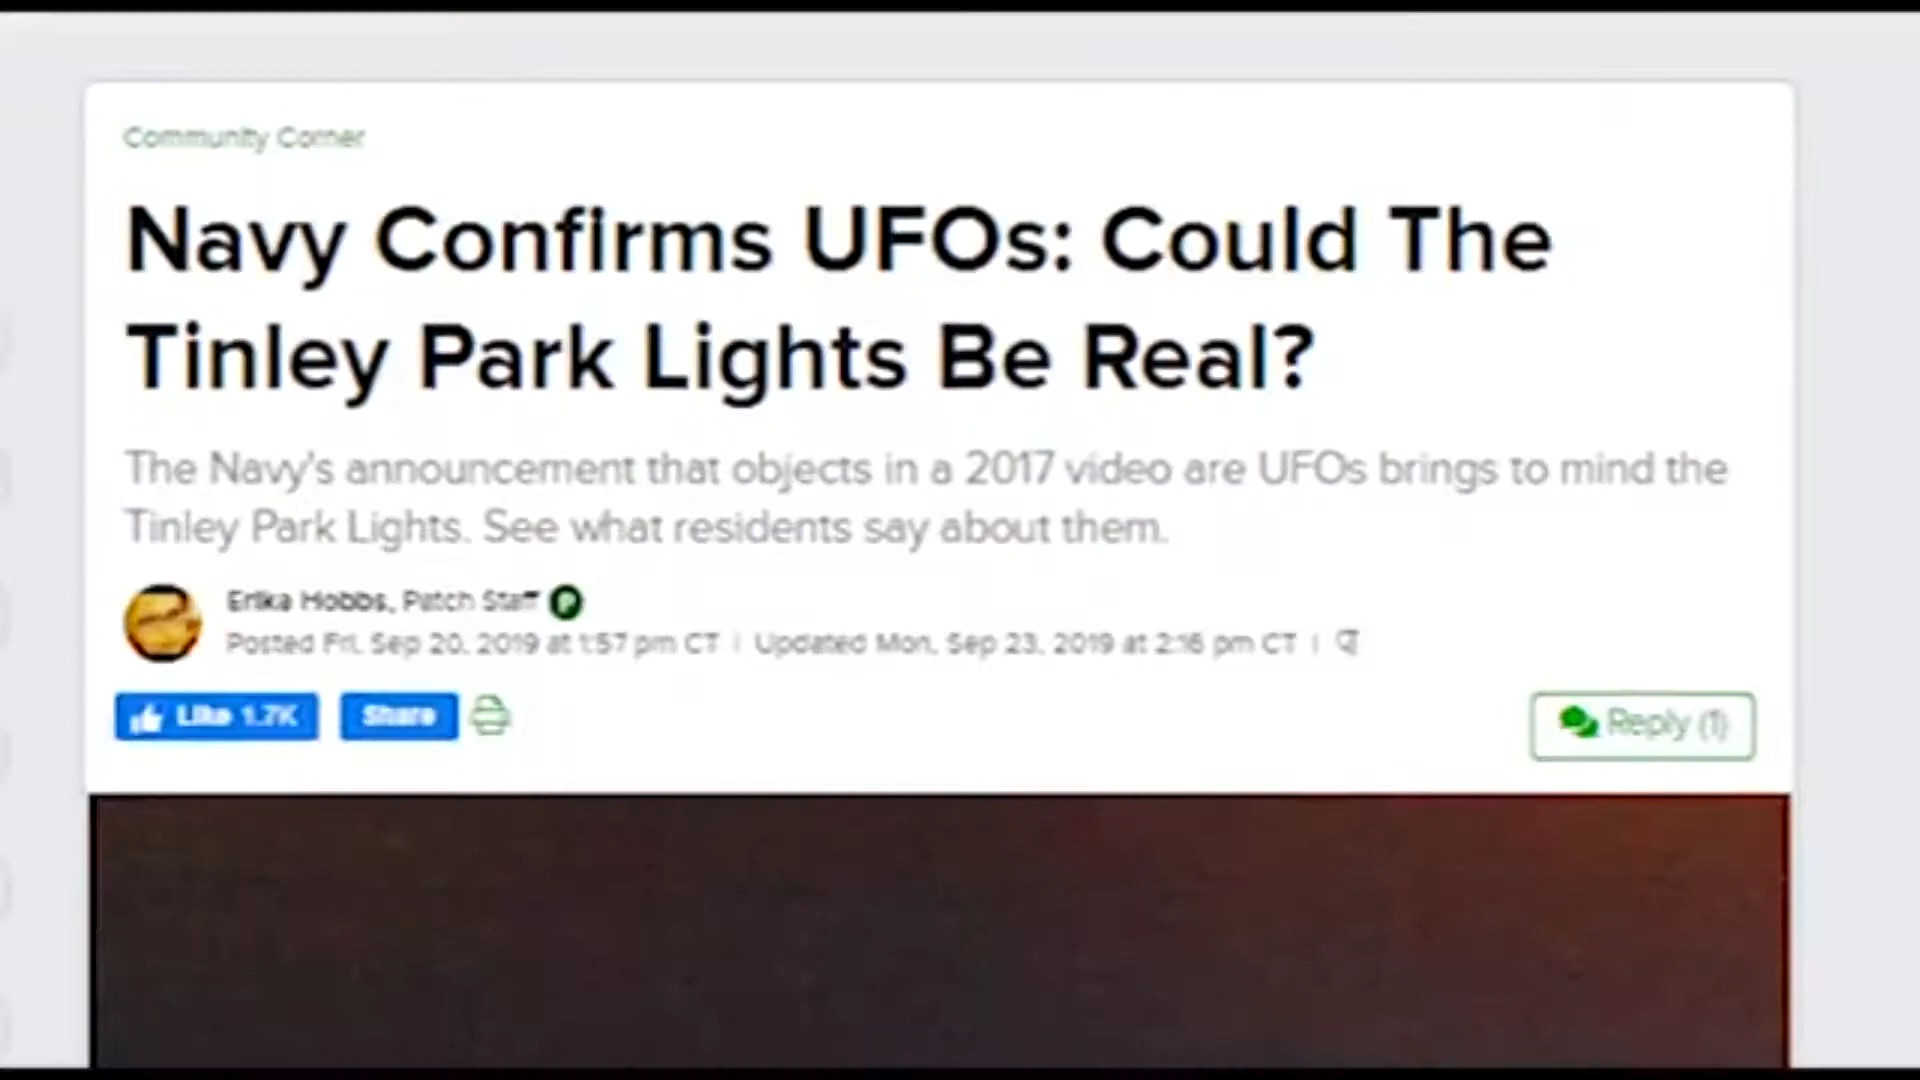 Community Corner
Navy Confirms UFOs: Could The
Tinley Park Lights Be Real?
The Navy's announcement that objects in a 2017 video are UFOs brings to mind the
Tinley Park Lights. See what residents say about them.
Erika Hobbs, Patch Staff P
Posted Fri, Sep 20, 2019 at 1:57 pm CT | Updated Mon, Sep 23, 2019 at 2:16 pm CT |
Like 1.7K Share Reply (1)